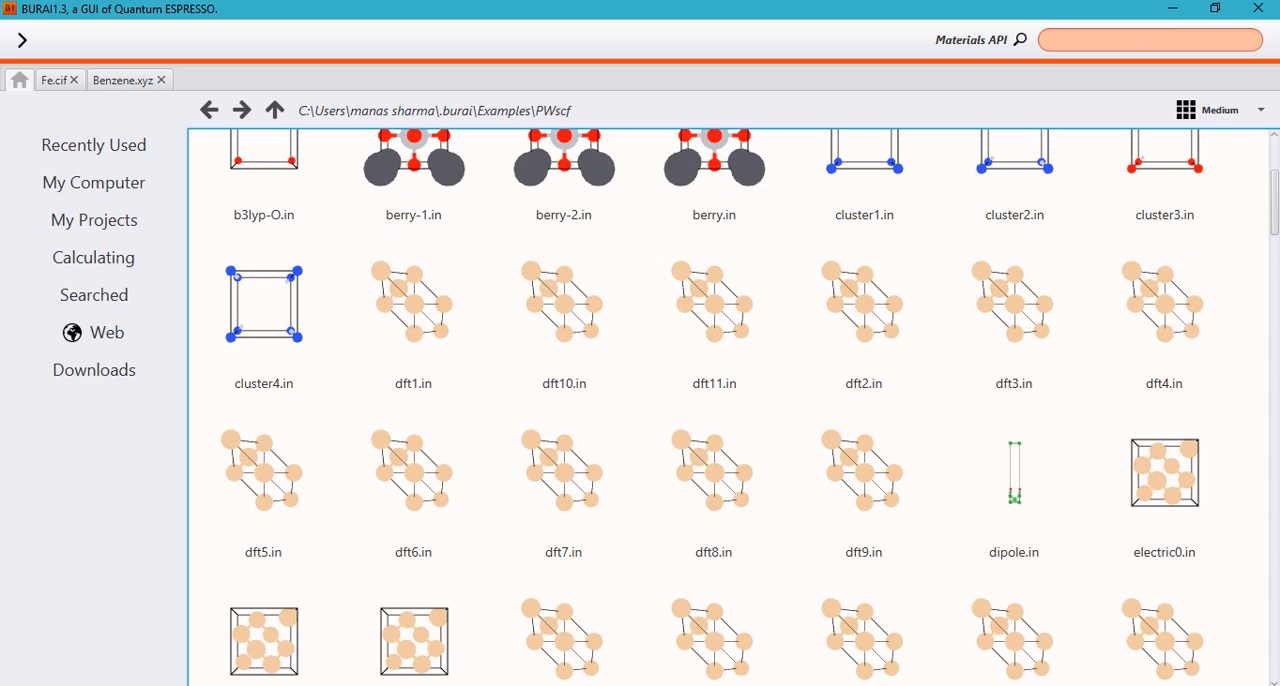 BURAI1.3, a GUI of Quantum ESPRESSO.
Materials API
Fe.cif
Benzene.xyz
C:\Users\manas sharma\.burai\Examples\PWscf
Medium
Recently Used
My Computer
My Projects
Calculating
Searched
Web
Downloads
b3lyp-O.in berry-1.in berry-2.in berry.in cluster1.in cluster2.in cluster3.in
cluster4.in dft1.in dft10.in dft11.in dft2.in dft3.in dft4.in
dft5.in dft6.in dft7.in dft8.in dft9.in dipole.in electric0.in